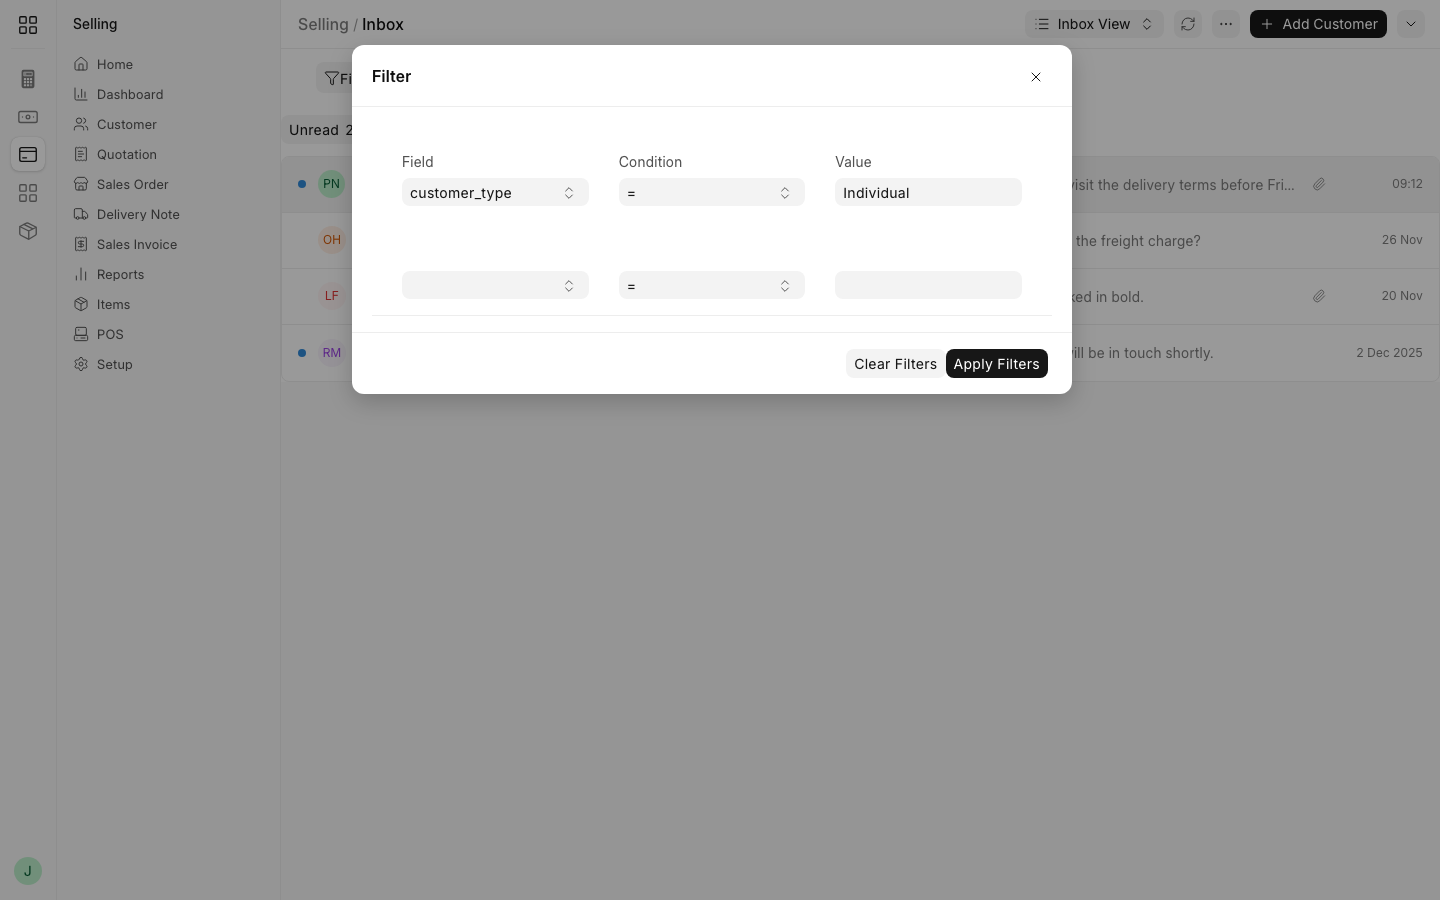 Selling
Home
Dashboard
Customer
Quotation
Sales Order
Delivery Note
Sales Invoice
Reports
Items
POS
Setup
J
Selling / Inbox
Inbox View
Add Customer
Unread 2
PN
visit the delivery terms before Fri...
09:12
OH
the freight charge?
26 Nov
LF
in bold.
20 Nov
RM
will be in touch shortly.
2 Dec 2025
Filter
Field Condition Value
customer_type = Individual
=
Clear Filters Apply Filters